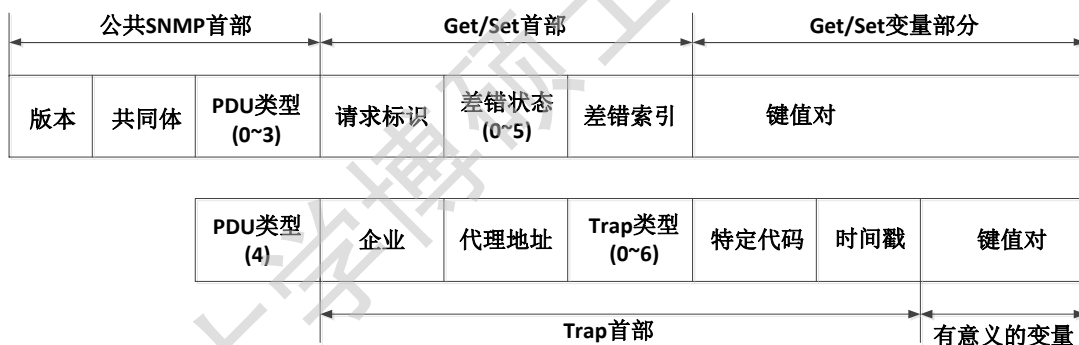 公共SNMP首部 Get/Set首部 Get/Set变量部分
版本 共同体 PDU类型 (0~3) 请求标识 差错状态 (0~5) 差错索引 键值对
PDU类型 (4) 企业 代理地址 Trap类型 (0~6) 特定代码 时间戳 键值对
Trap首部 有意义的变量
学博硕士